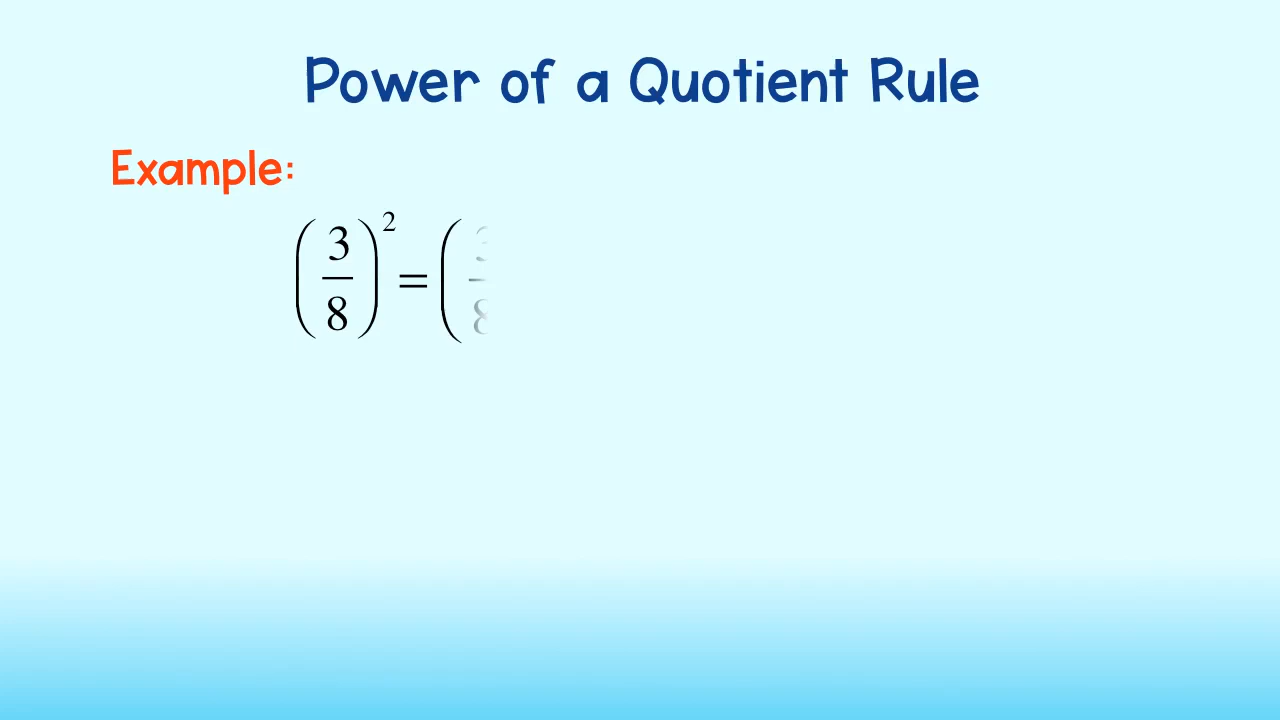 Power of a Quotient Rule
Example:
(3/8)² = (